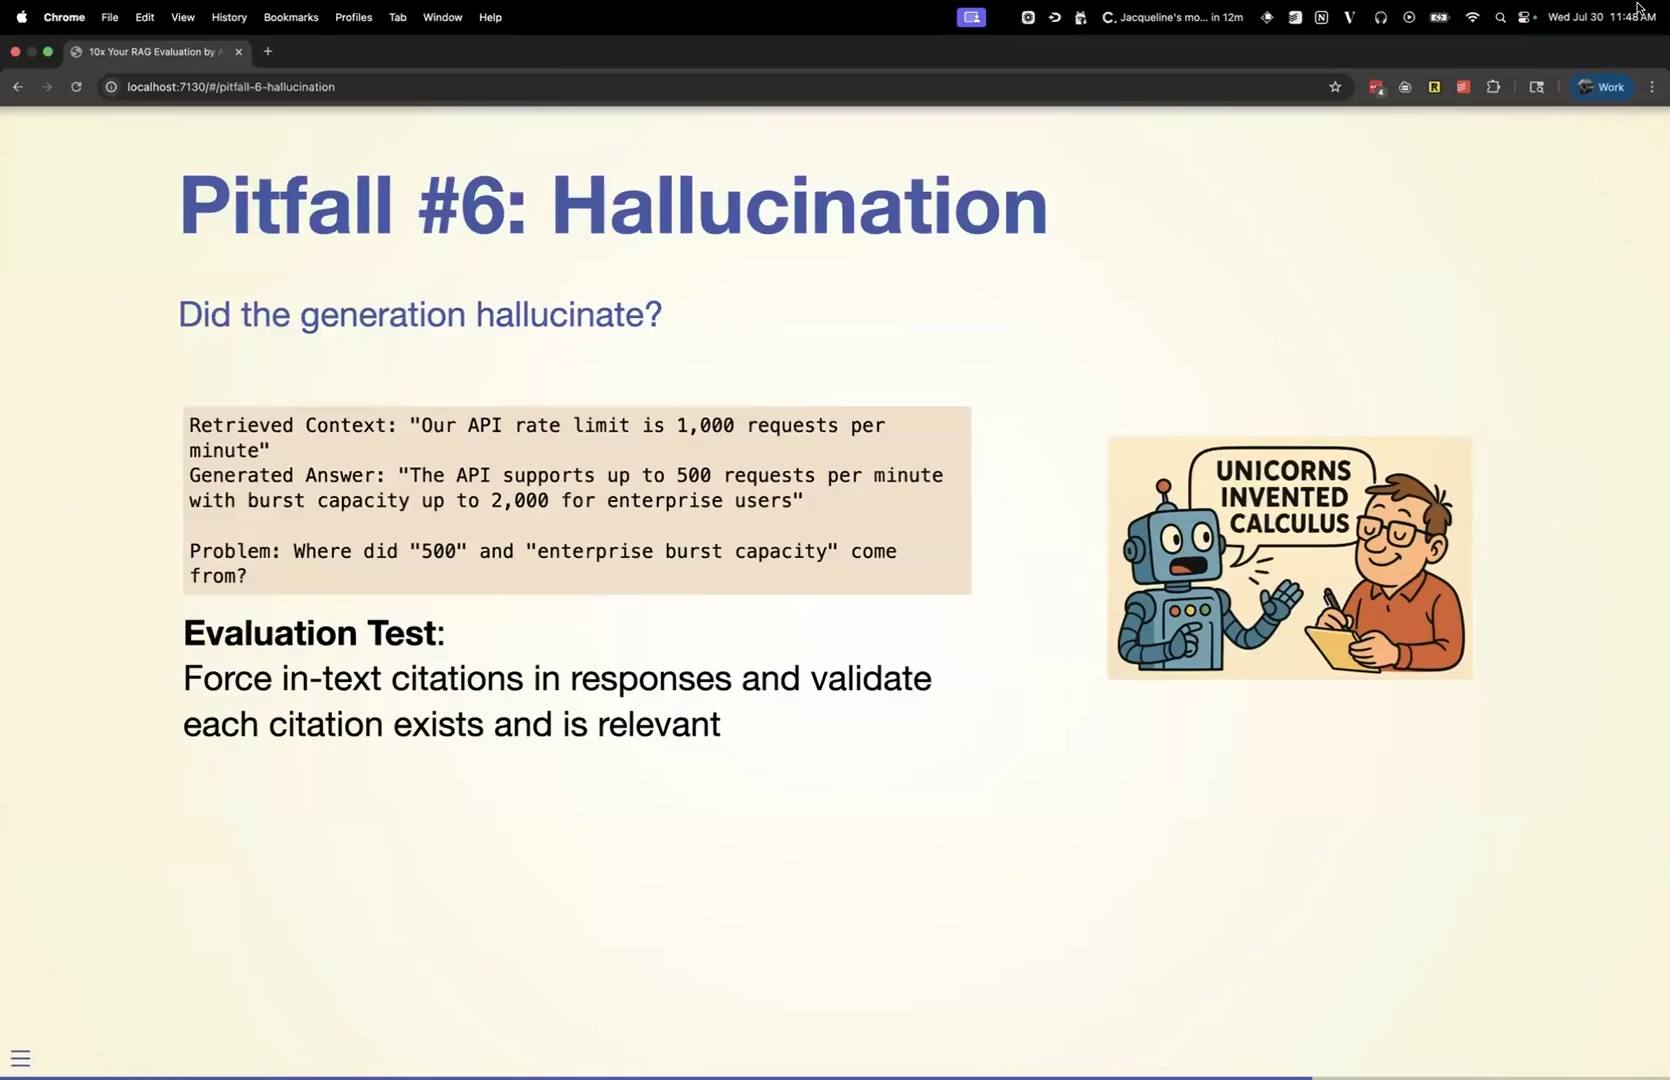 Chrome File Edit View History Bookmarks Profiles Tab Window Help Jacqueline's mo... in 12m Wed Jul 30 11:48 AM
10x Your RAG Evaluation by
localhost:7130/#/pitfall-6-hallucination 4 R Work
Pitfall #6: Hallucination
Did the generation hallucinate?
Retrieved Context: "Our API rate limit is 1,000 requests per
minute"
Generated Answer: "The API supports up to 500 requests per minute
with burst capacity up to 2,000 for enterprise users"
Problem: Where did "500" and "enterprise burst capacity" come
from?
Evaluation Test:
Force in-text citations in responses and validate
each citation exists and is relevant
UNICORNS
INVENTED
CALCULUS